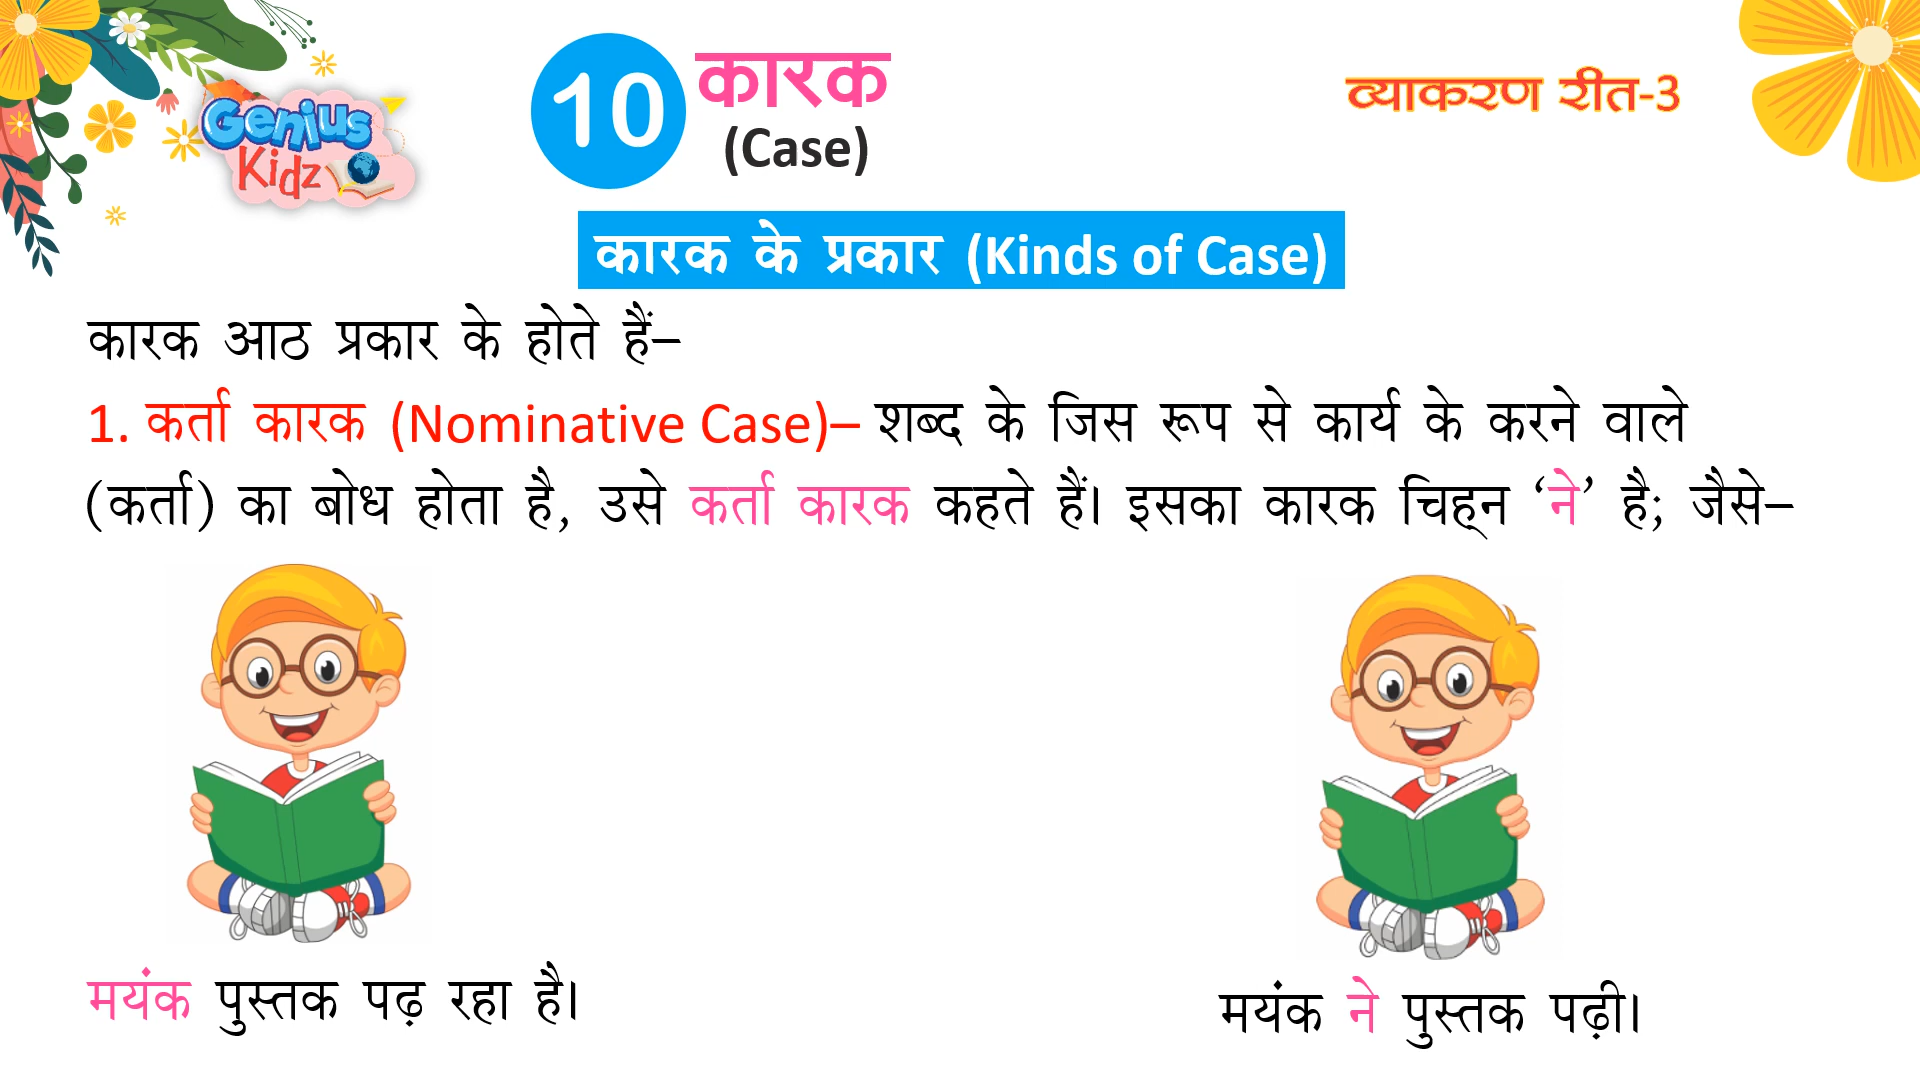 Genius
Kidz
10
कारक
(Case)
व्याकरण रीत-3
कारक के प्रकार (Kinds of Case)
कारक आठ प्रकार के होते हैं–
1. कर्ता कारक (Nominative Case)– शब्द के जिस रूप से कार्य के करने वाले
(कर्ता) का बोध होता है, उसे कर्ता कारक कहते हैं। इसका कारक चिह्‌न ‘ने’ है; जैसे–
मयंक पुस्तक पढ़ रहा है।
मयंक ने पुस्तक पढ़ी।